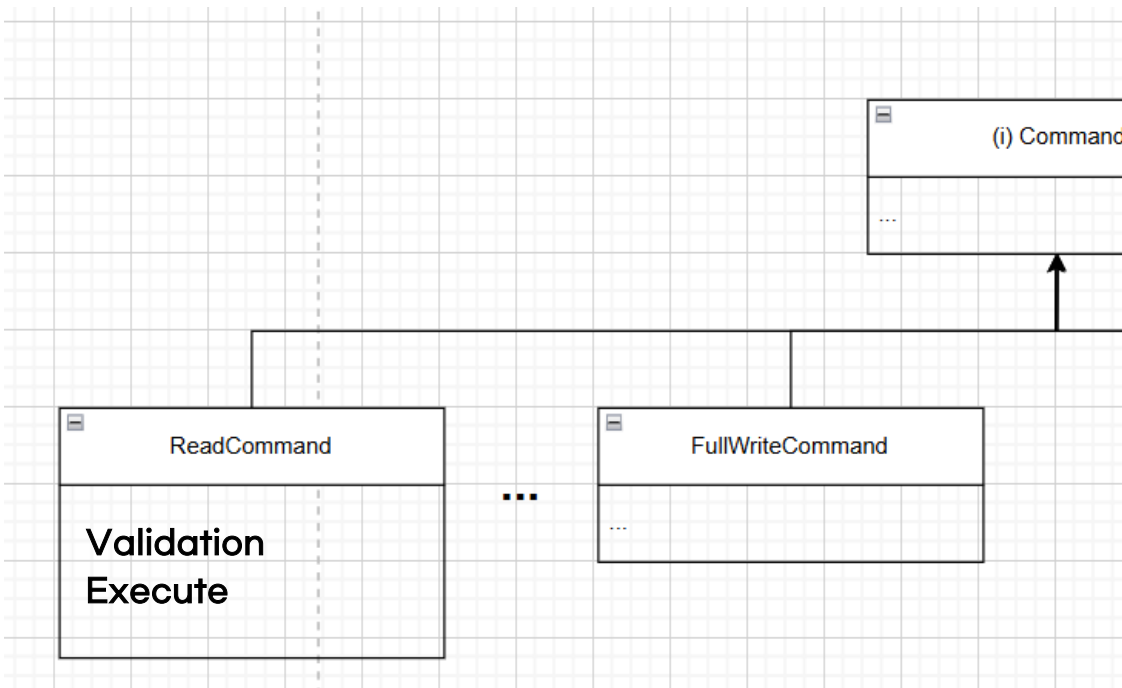 (i) Command
...
ReadCommand
Validation
Execute
...
FullWriteCommand
...